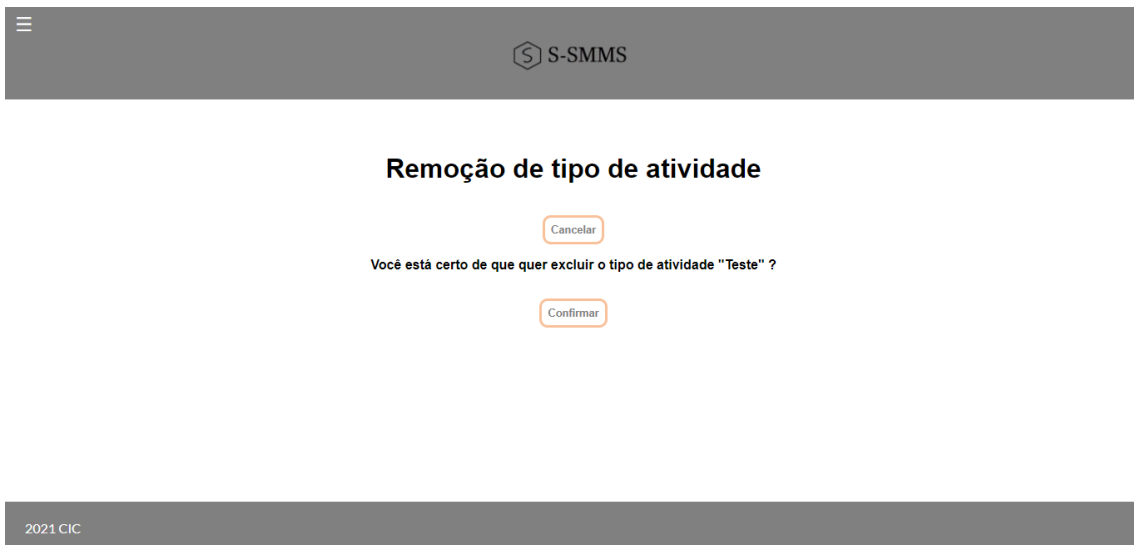 ☰
S-SMMS
Remoção de tipo de atividade
Cancelar
Você está certo de que quer excluir o tipo de atividade "Teste" ?
Confirmar
2021 CIC